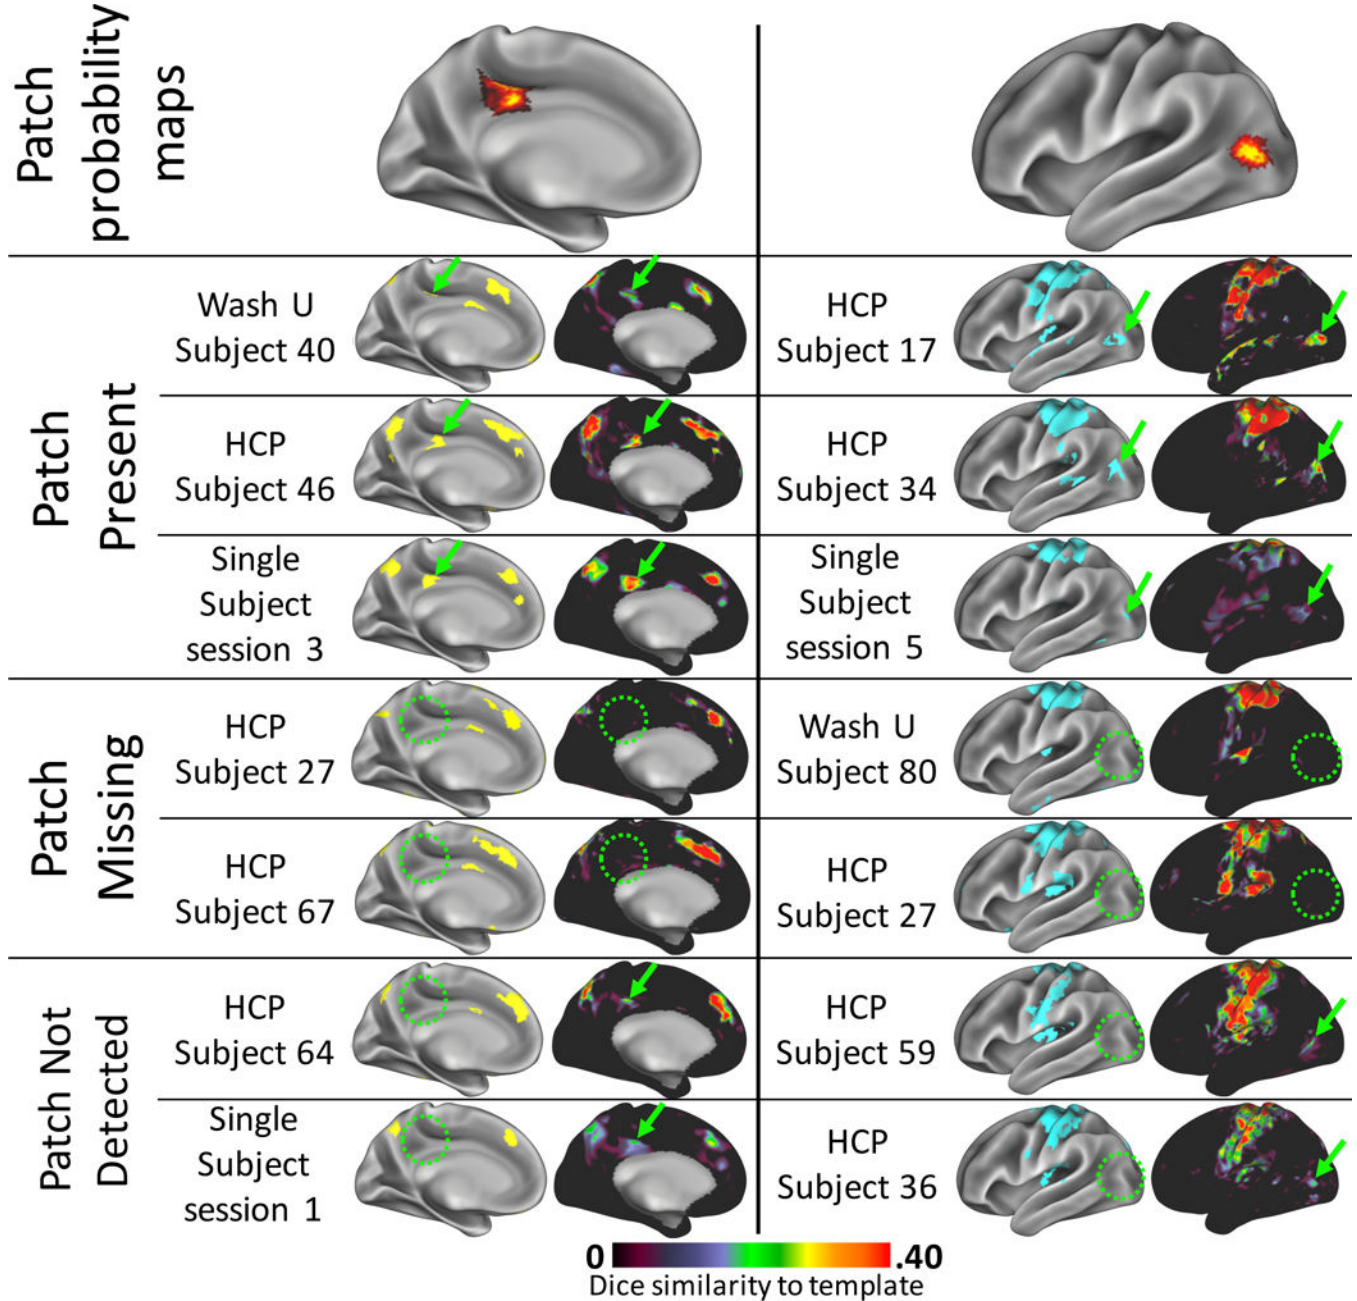 Patch
probability
maps
Patch
Present
Wash U
Subject 40
HCP
Subject 17
HCP
Subject 46
HCP
Subject 34
Single
Subject
session 3
Single
Subject
session 5
Patch
Missing
HCP
Subject 27
Wash U
Subject 80
HCP
Subject 67
HCP
Subject 27
Patch Not
Detected
HCP
Subject 64
HCP
Subject 59
Single
Subject
session 1
HCP
Subject 36
0 .40
Dice similarity to template